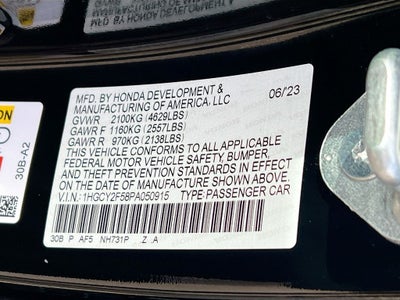 MFD. BY HONDA DEVELOPMENT &
MANUFACTURING OF AMERICA, LLC 06/23
GVWR 2100KG (4629LBS)
GAWR F 1160KG (2557LBS)
GAWR R 970KG (2138LBS)
THIS VEHICLE CONFORMS TO ALL APPLICABLE
FEDERAL MOTOR VEHICLE SAFETY, BUMPER,
AND THEFT PREVENTION STANDARDS IN EFFECT
ON THE DATE OF MANUFACTURE SHOWN ABOVE.
V.I.N.: 1HGCY2F58PA050915 TYPE:PASSENGER CAR
30B P AF5 NH731P Z A
ION
30B-A2